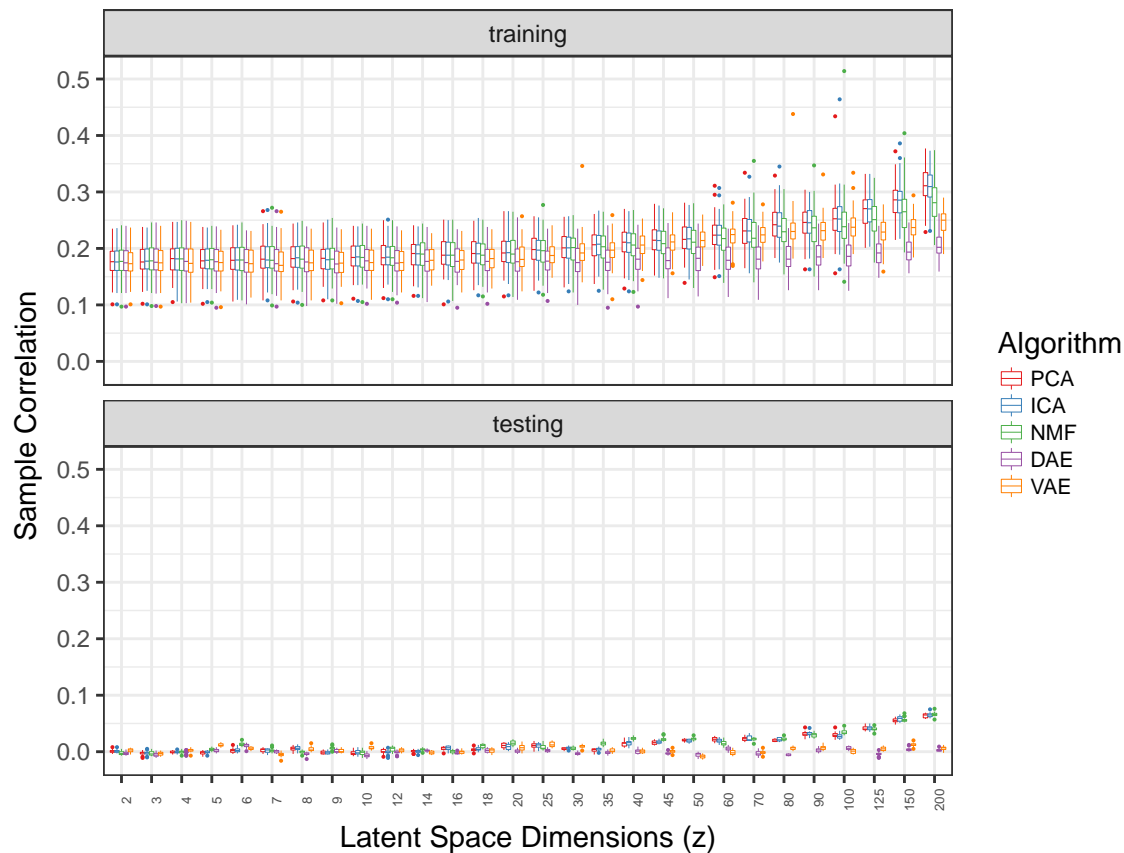 training
0.5
0.4
0.3
0.2
0.1
0.0
testing
0.5
0.4
0.3
0.2
0.1
0.0
Sample Correlation
2 3 4 5 6 7 8 9 10 12 14 16 18 20 25 30 35 40 45 50 60 70 80 90 100 125 150 200
Latent Space Dimensions (z)
Algorithm
PCA
ICA
NMF
DAE
VAE